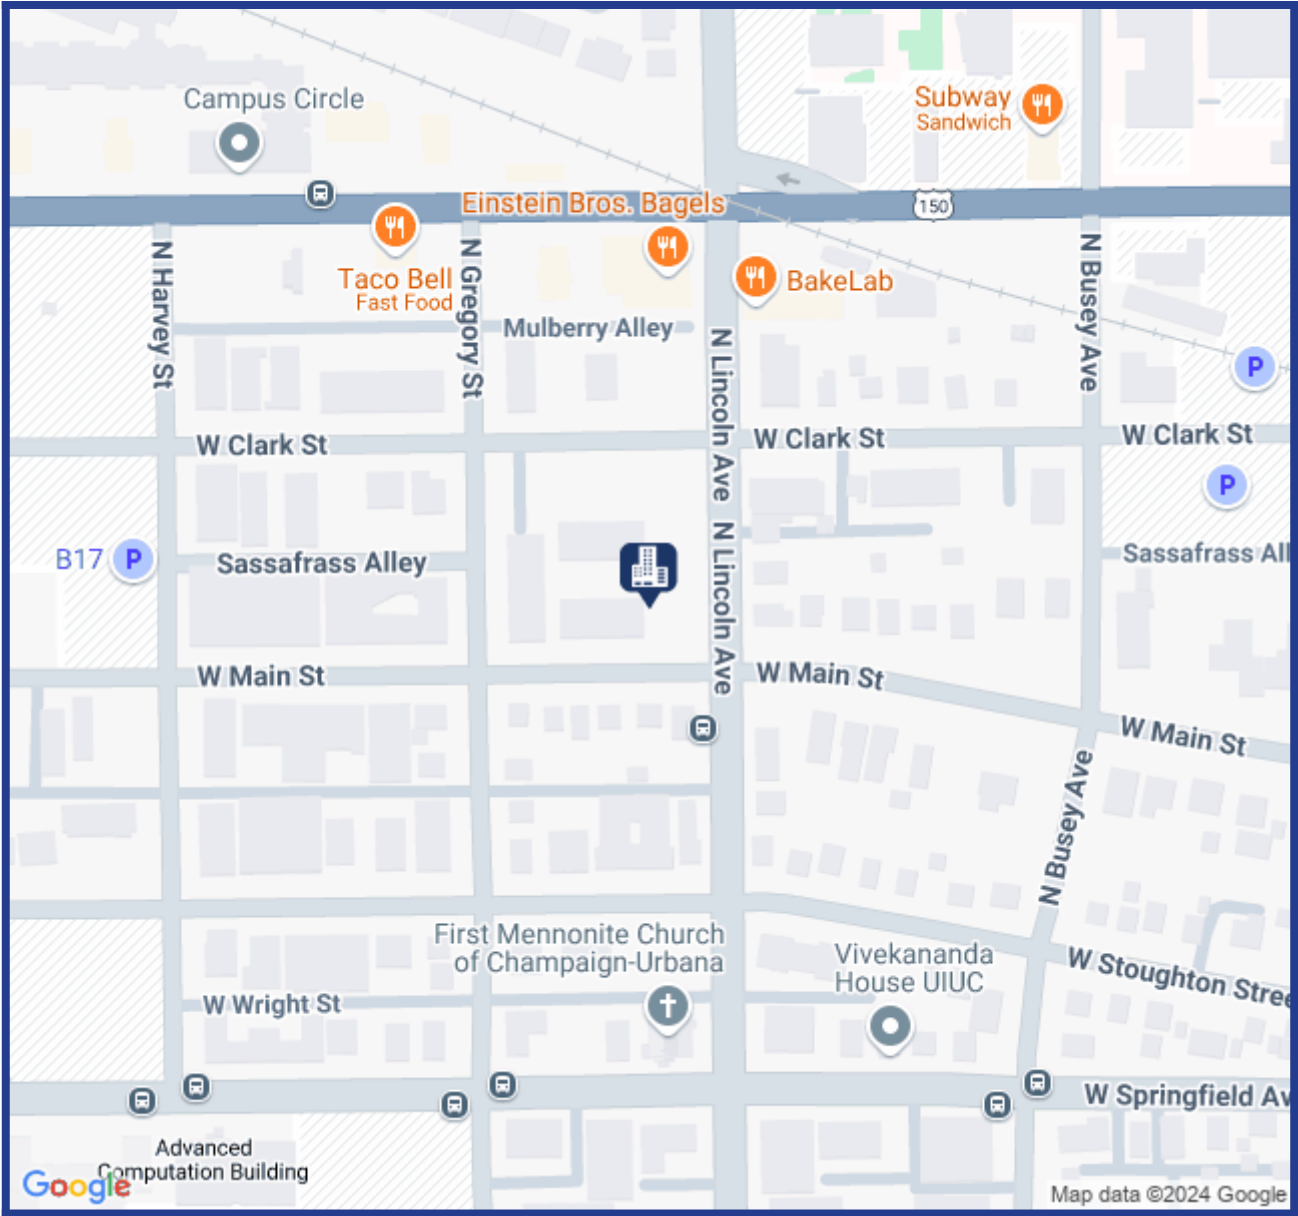 Campus Circle
Subway
Sandwich
Einstein Bros. Bagels
150
Taco Bell
Fast Food
BakeLab
N Harvey St
N Gregory St
Mulberry Alley
N Lincoln Ave
N Busey Ave
P
W Clark St
W Clark St
W Clark St
P
B17
P
Sassafrass Alley
N Lincoln Ave
Sassafrass All
W Main St
W Main St
W Main St
N Busey Ave
First Mennonite Church
of Champaign-Urbana
Vivekananda
House UIUC
W Stoughton Stree
W Wright St
W Springfield Av
Advanced
Computation Building
Google
Map data ©2024 Google